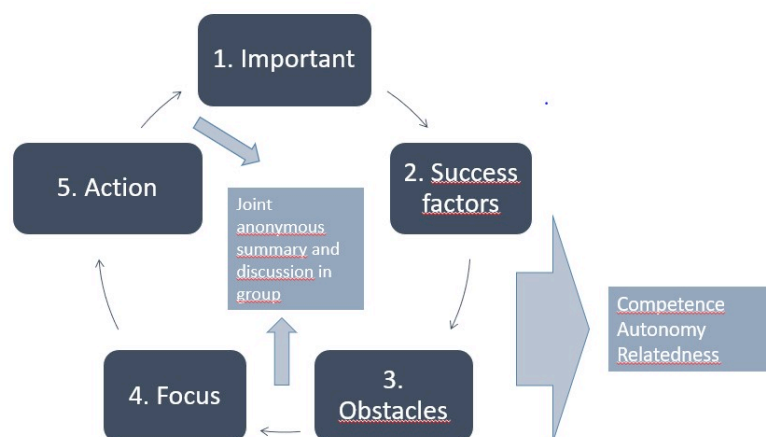 1. Important
2. Success
factors
3.
Obstacles
4. Focus
5. Action
Joint
anonymous
summary and
discussion in
group
Competence
Autonomy
Relatedness